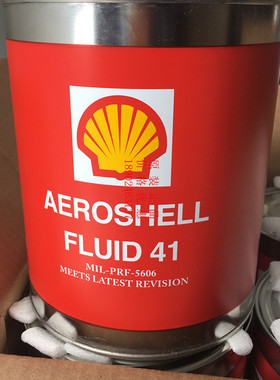 AEROSHELL
FLUID 41
MIL-PRF-5606
MEETS LATEST REVISION